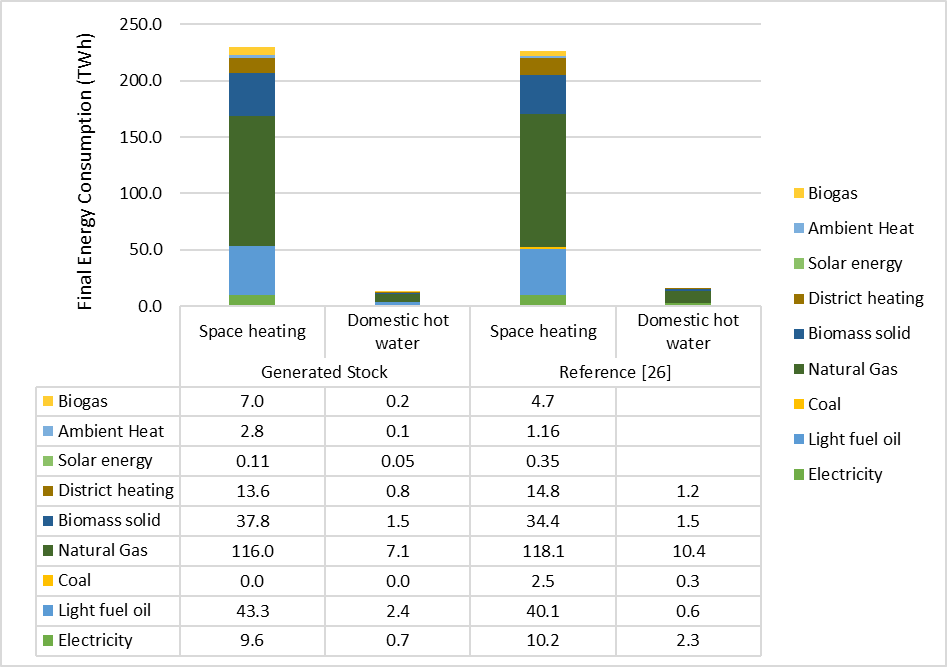 Final Energy Consumption (TWh)
250.0
200.0
150.0
100.0
50.0
0.0
Space heating
Domestic hot
water
Space heating
Domestic hot
water
Generated Stock
Reference [26]
Biogas 7.0 0.2 4.7
Ambient Heat 2.8 0.1 1.16
Solar energy 0.11 0.05 0.35
District heating 13.6 0.8 14.8 1.2
Biomass solid 37.8 1.5 34.4 1.5
Natural Gas 116.0 7.1 118.1 10.4
Coal 0.0 0.0 2.5 0.3
Light fuel oil 43.3 2.4 40.1 0.6
Electricity 9.6 0.7 10.2 2.3
Biogas
Ambient Heat
Solar energy
District heating
Biomass solid
Natural Gas
Coal
Light fuel oil
Electricity